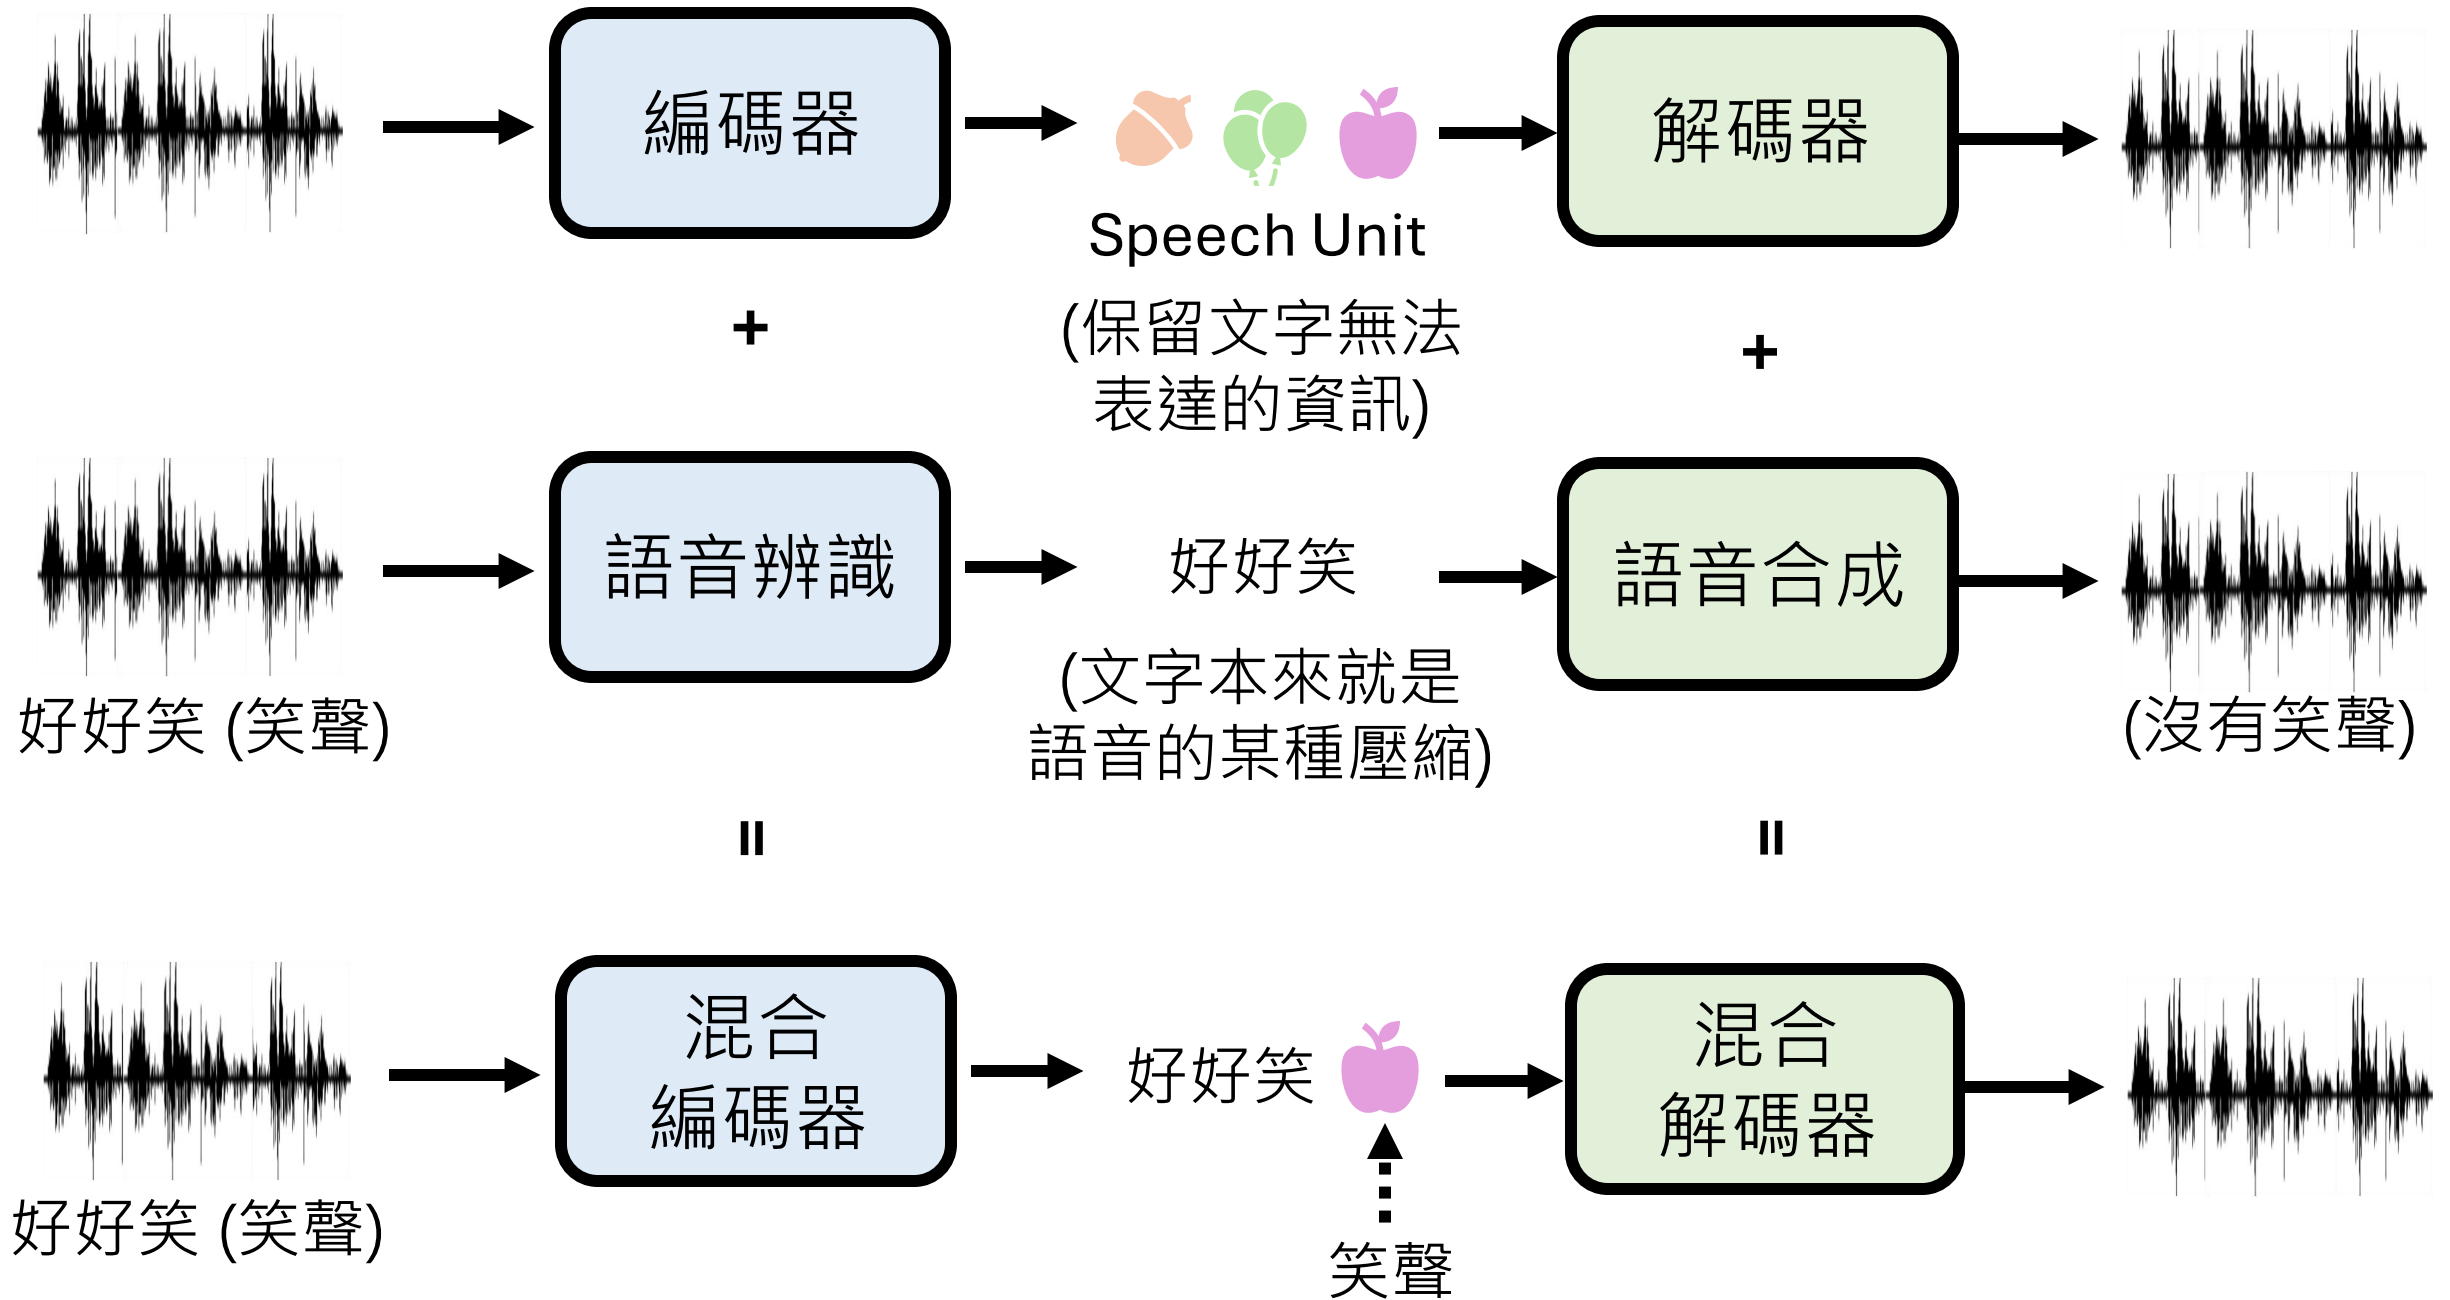 編碼器
解碼器
Speech Unit
(保留文字無法
表達的資訊)
+
+
語音辨識
好好笑
語音合成
好好笑 (笑聲)
(文字本來就是
語音的某種壓縮)
(沒有笑聲)
=
=
混合
編碼器
好好笑
混合
解碼器
好好笑 (笑聲)
笑聲